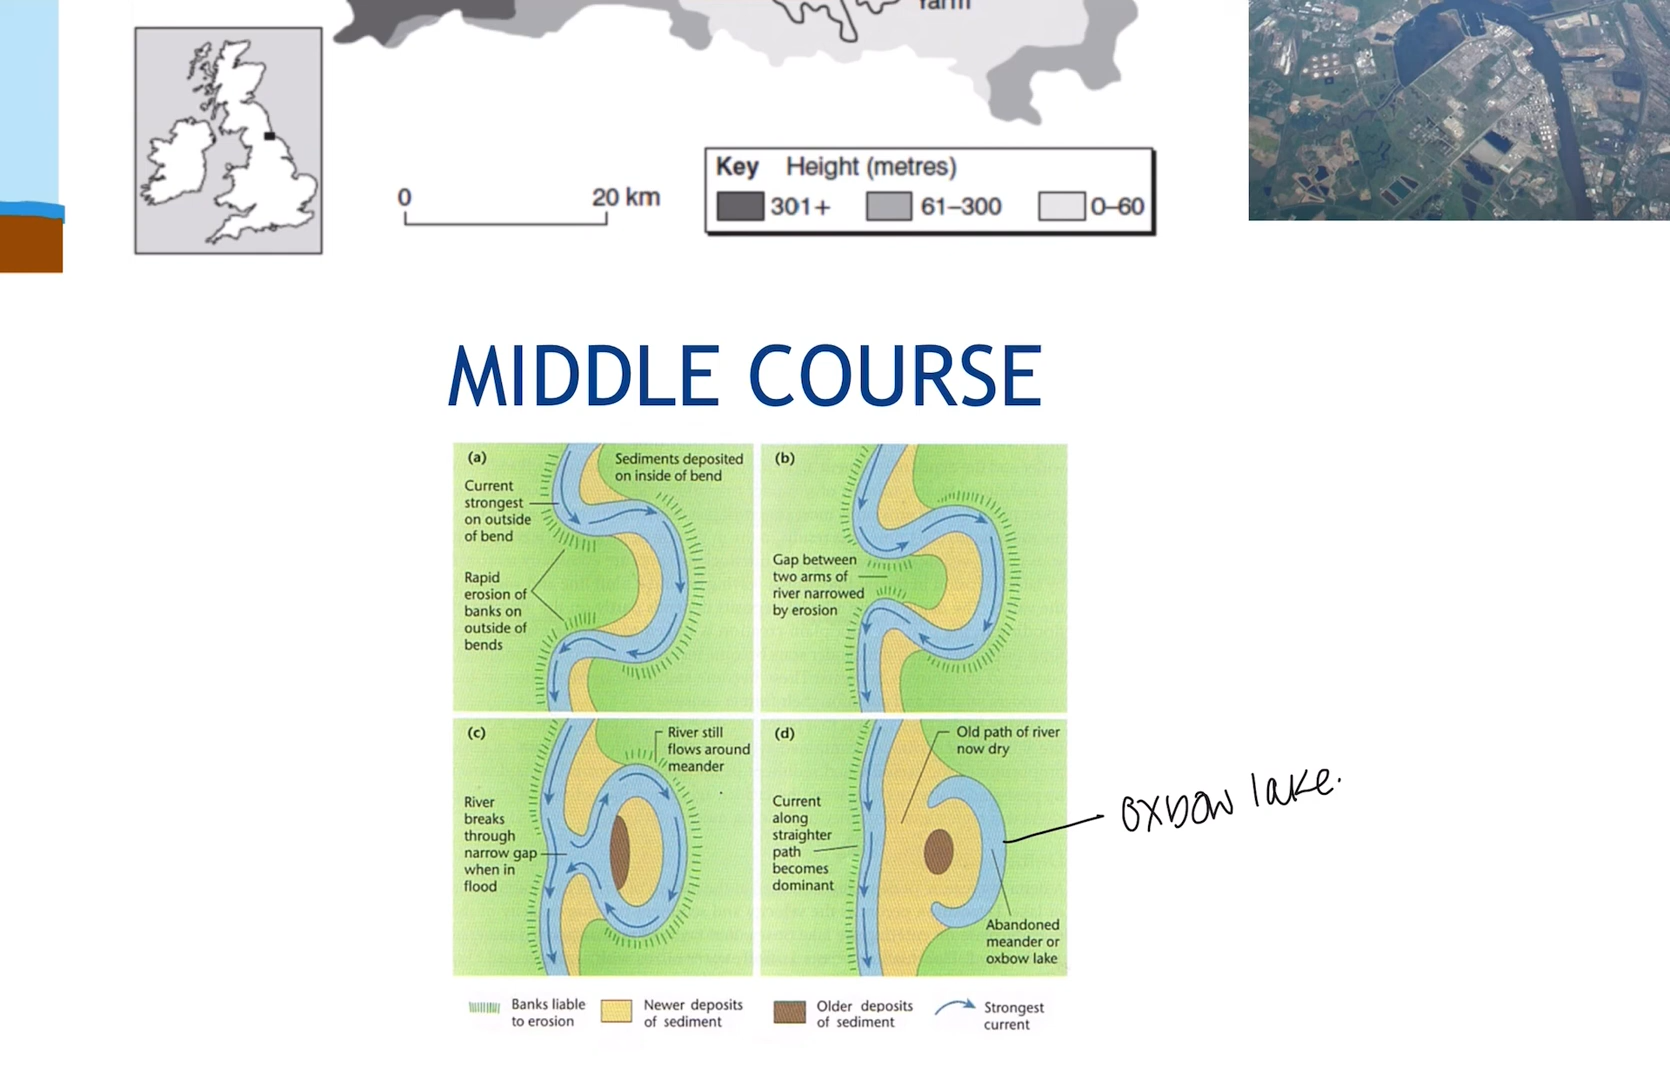 farm
Key Height (metres)
301+ 61–300 0–60
0 20 km
MIDDLE COURSE
(a)
Sediments deposited
on inside of bend
Current
strongest
on outside
of bend
Rapid
erosion of
banks on
outside of
bends
(b)
Gap between
two arms of
river narrowed
by erosion
(c)
River still
flows around
meander
River
breaks
through
narrow gap
when in
flood
(d)
Old path of river
now dry
Current
along
straighter
path
becomes
dominant
Abandoned
meander or
oxbow lake
oxbow lake.
Banks liable
to erosion
Newer deposits
of sediment
Older deposits
of sediment
Strongest
current